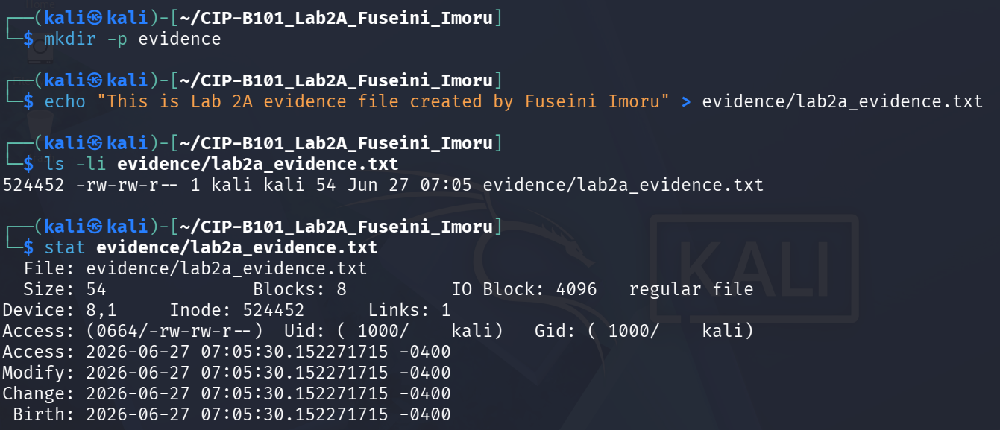 ┌──(kali㉿kali)-[~/CIP-B101_Lab2A_Fuseini_Imoru]
└─$ mkdir -p evidence
┌──(kali㉿kali)-[~/CIP-B101_Lab2A_Fuseini_Imoru]
└─$ echo "This is Lab 2A evidence file created by Fuseini Imoru" > evidence/lab2a_evidence.txt
┌──(kali㉿kali)-[~/CIP-B101_Lab2A_Fuseini_Imoru]
└─$ ls -li evidence/lab2a_evidence.txt
524452 -rw-rw-r-- 1 kali kali 54 Jun 27 07:05 evidence/lab2a_evidence.txt
┌──(kali㉿kali)-[~/CIP-B101_Lab2A_Fuseini_Imoru]
└─$ stat evidence/lab2a_evidence.txt
  File: evidence/lab2a_evidence.txt
  Size: 54              Blocks: 8          IO Block: 4096   regular file
Device: 8,1     Inode: 524452      Links: 1
Access: (0664/-rw-rw-r--)  Uid: ( 1000/    kali)   Gid: ( 1000/    kali)
Access: 2026-06-27 07:05:30.152271715 -0400
Modify: 2026-06-27 07:05:30.152271715 -0400
Change: 2026-06-27 07:05:30.152271715 -0400
 Birth: 2026-06-27 07:05:30.152271715 -0400
KALI